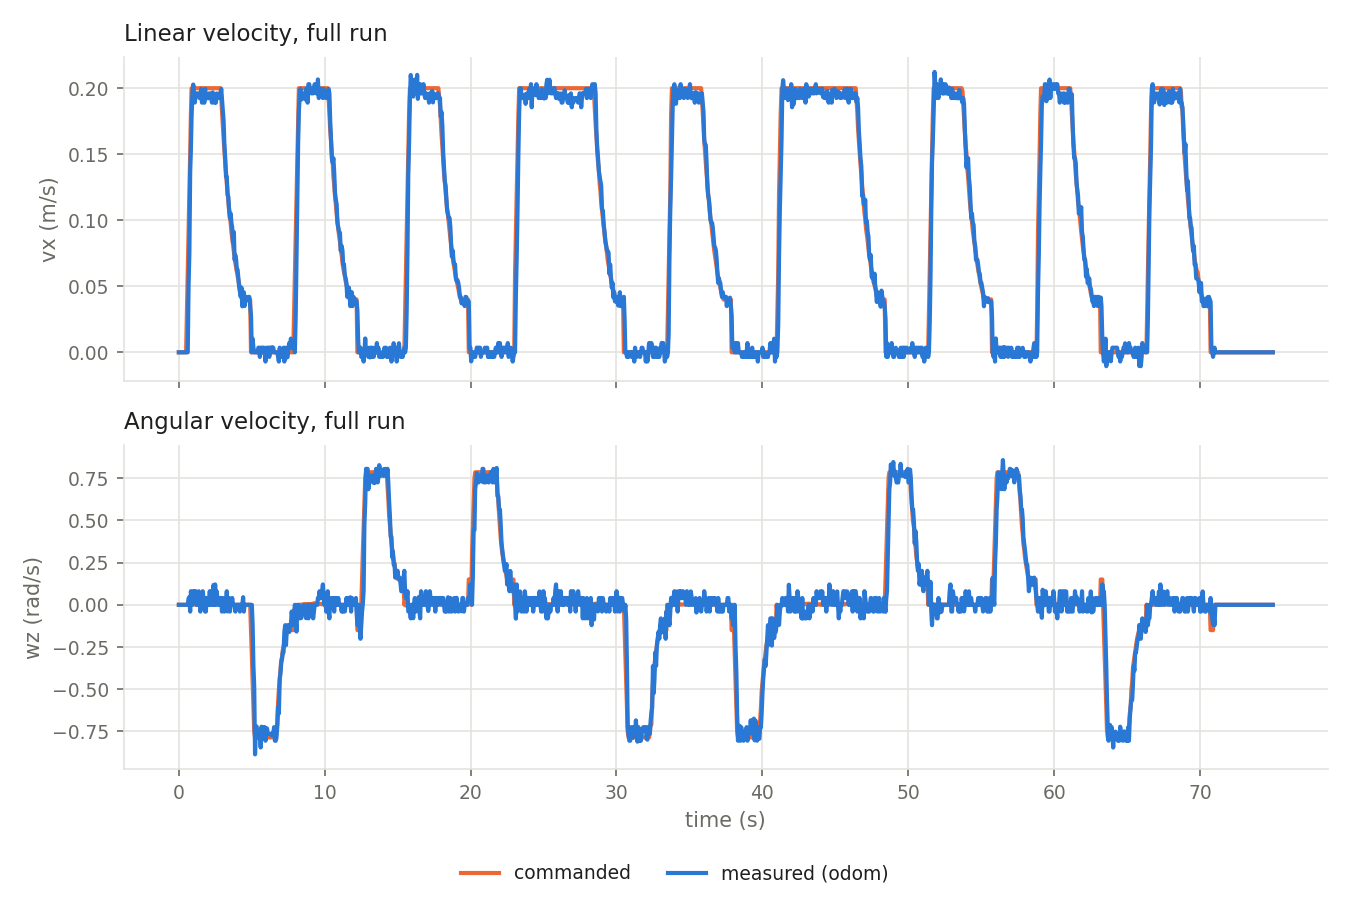 Linear velocity, full run
0.20
0.15
0.10
0.05
0.00
vx (m/s)
Angular velocity, full run
0.75
0.50
0.25
0.00
−0.25
−0.50
−0.75
wz (rad/s)
0 10 20 30 40 50 60 70
time (s)
commanded measured (odom)